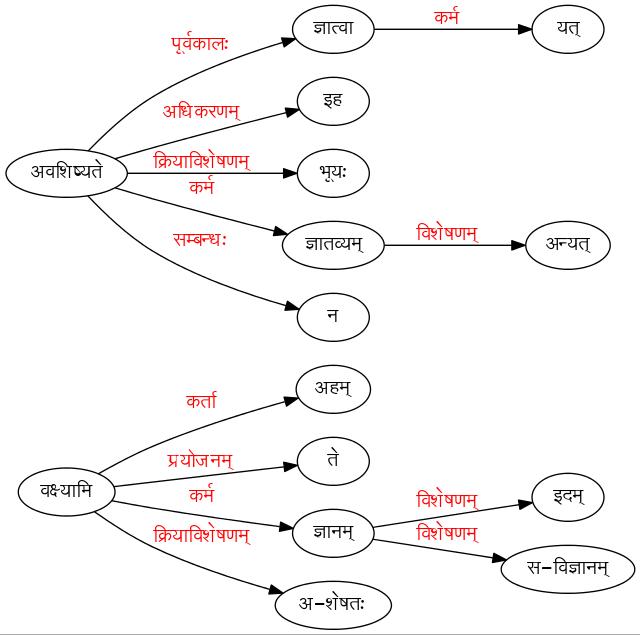 पूर्वकालः
ज्ञात्वा
कर्म
यत्
अधिकरणम्
इह
अवशिष्यते
क्रियाविशेषणम्
भूयः
कर्म
ज्ञातव्यम्
विशेषणम्
अन्यत्
सम्बन्धः
न
कर्ता
अहम्
प्रयोजनम्
ते
वक्ष्यामि
कर्म
ज्ञानम्
विशेषणम्
इदम्
विशेषणम्
स-विज्ञानम्
क्रियाविशेषणम्
अ-शेषतः